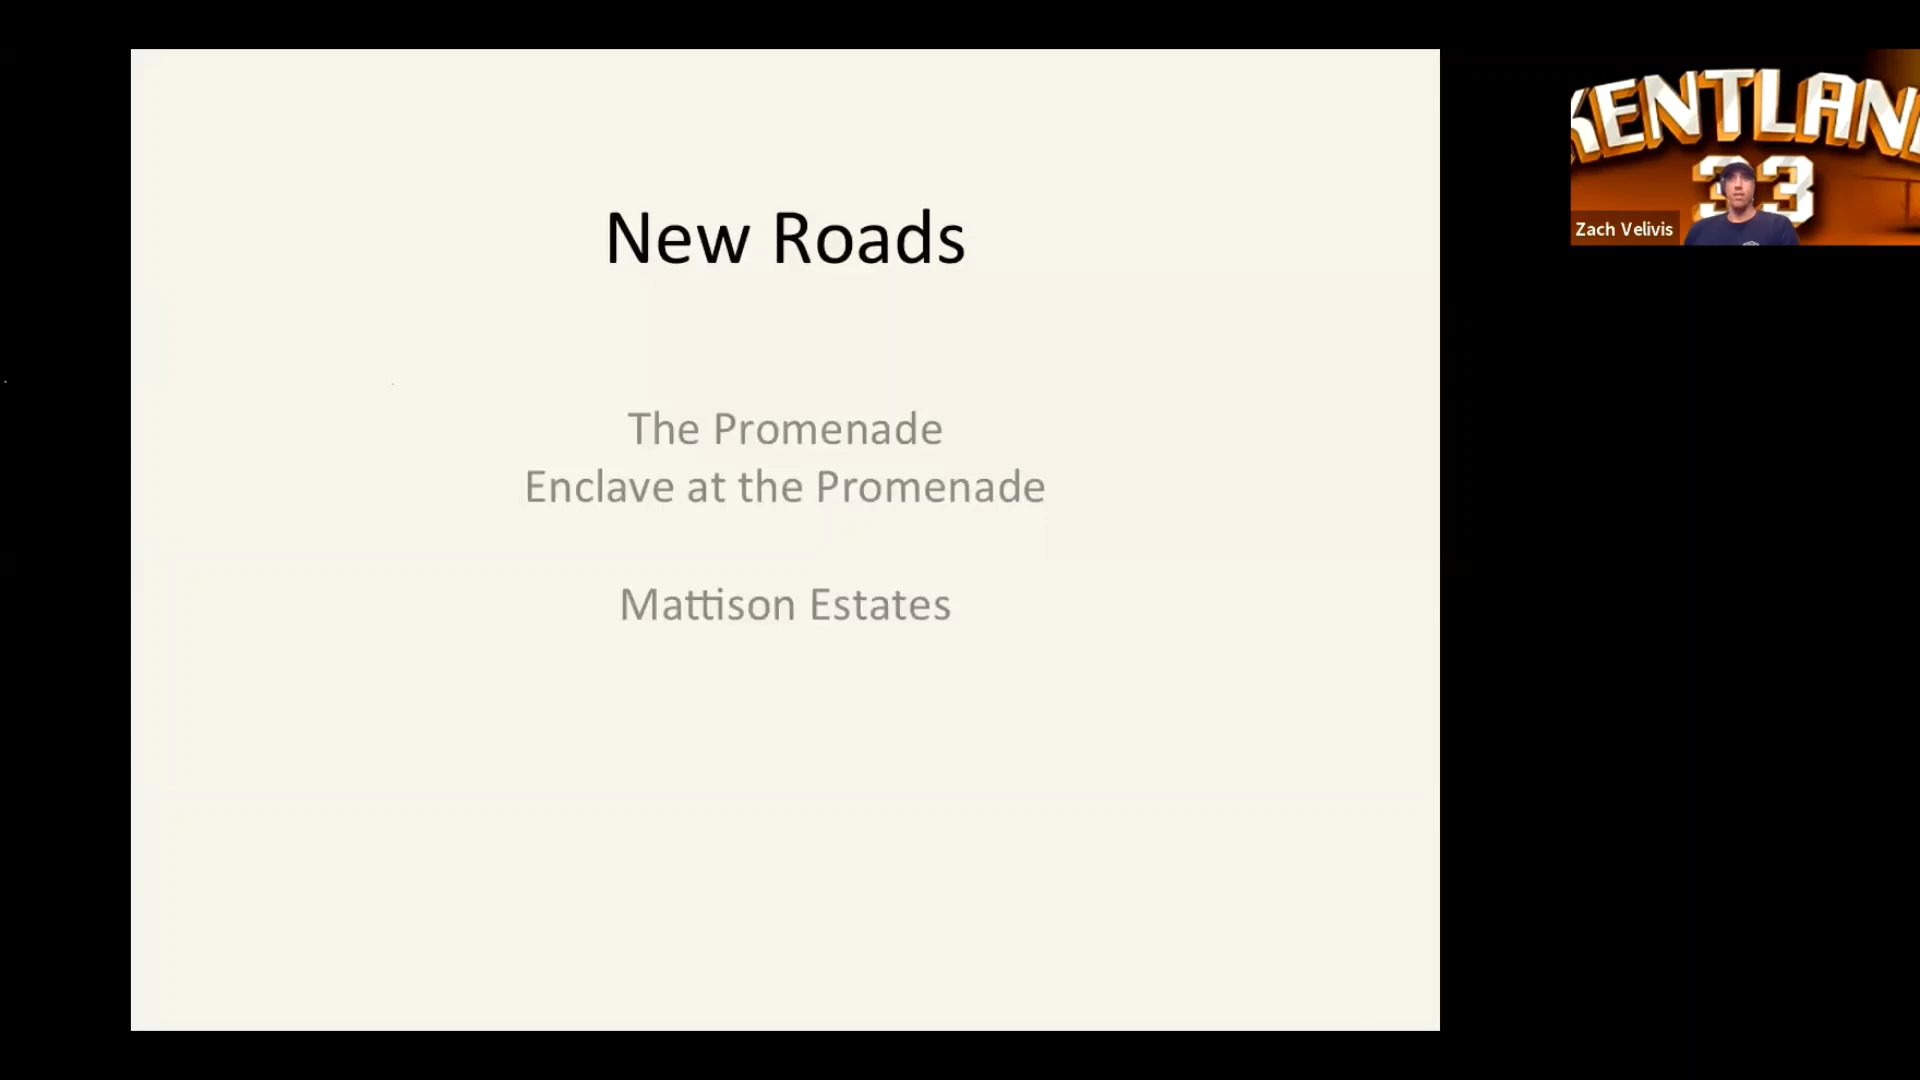 New Roads
The Promenade
Enclave at the Promenade
Mattison Estates
KENTLAN
33
Zach Velivis